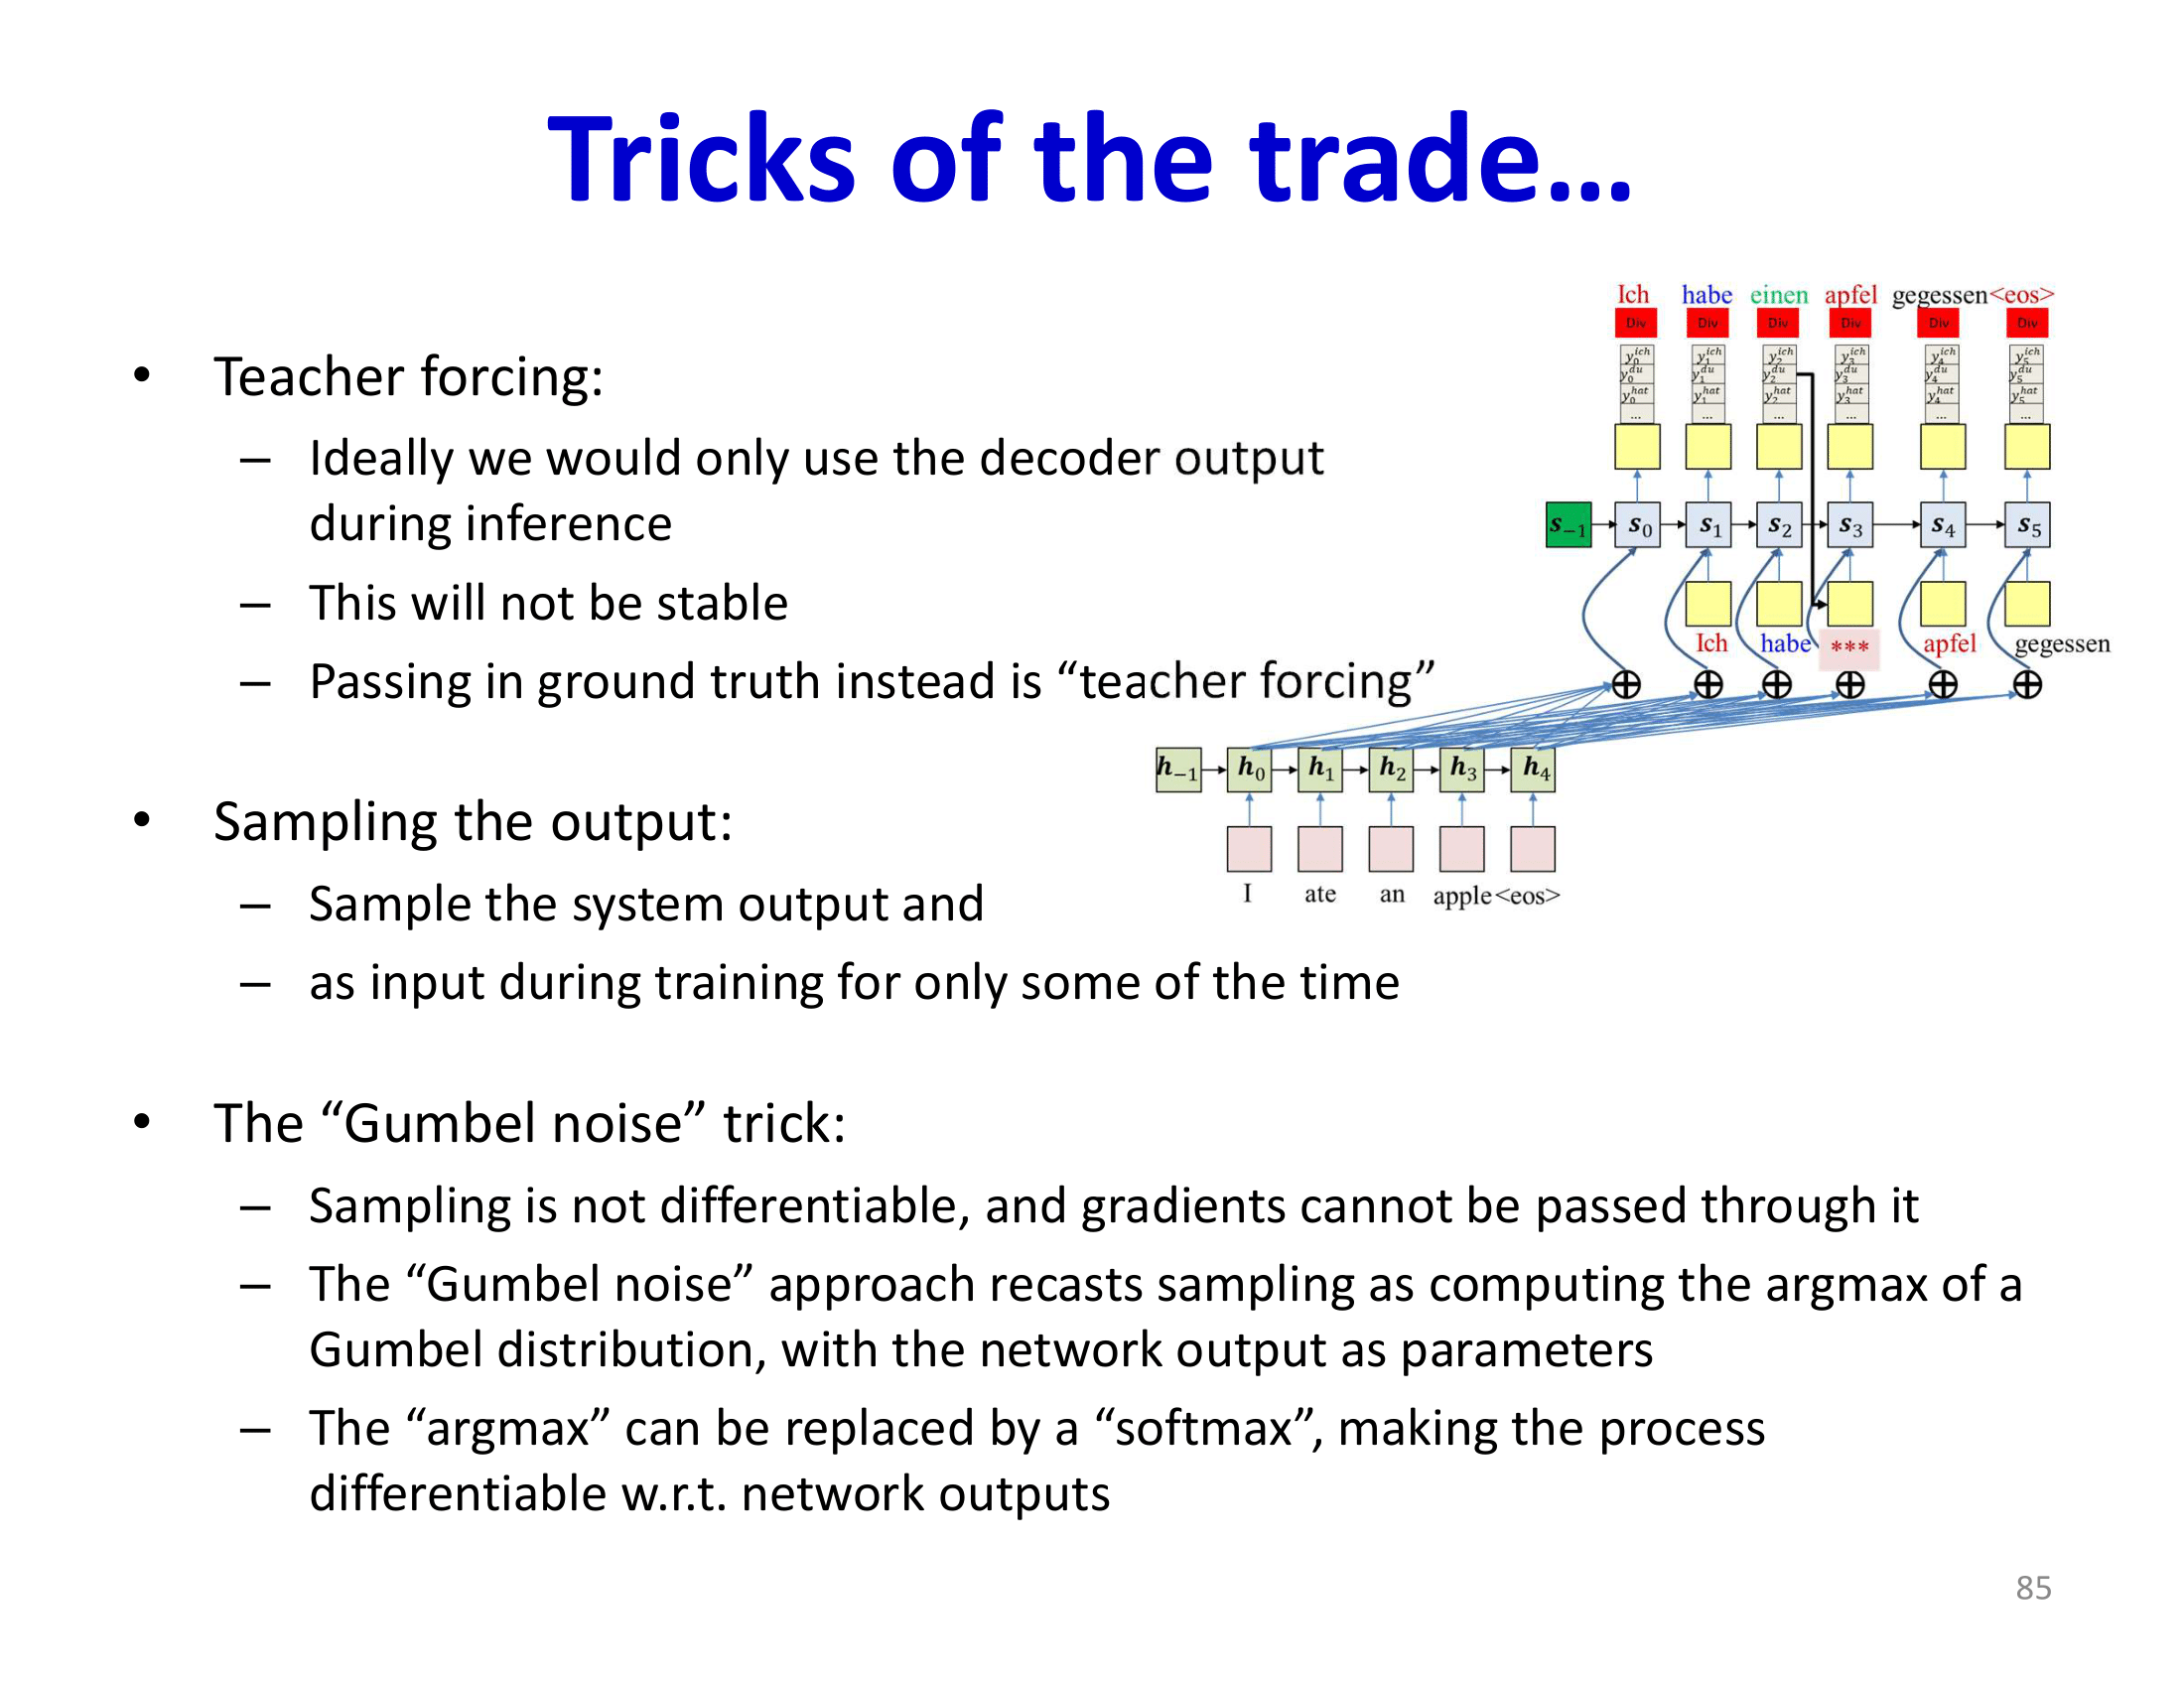 Tricks of the trade…
• Teacher forcing:
– Ideally we would only use the decoder output
during inference
– This will not be stable
– Passing in ground truth instead is “teacher forcing”
• Sampling the output:
– Sample the system output and
– as input during training for only some of the time
• The “Gumbel noise” trick:
– Sampling is not differentiable, and gradients cannot be passed through it
– The “Gumbel noise” approach recasts sampling as computing the argmax of a
Gumbel distribution, with the network output as parameters
– The “argmax” can be replaced by a “softmax”, making the process
differentiable w.r.t. network outputs
Ich habe einen apfel gegessen <eos>
Div Div Div Div Div Div
y_0^ich y_1^ich y_2^ich y_3^ich y_4^ich y_5^ich
y_0^du y_1^du y_2^du y_3^du y_4^du y_5^du
y_0^hat y_1^hat y_2^hat y_3^hat y_4^hat y_5^hat
... ... ... ... ... ...
s_−1 s_0 s_1 s_2 s_3 s_4 s_5
Ich habe *** apfel gegessen
h_−1 h_0 h_1 h_2 h_3 h_4
I ate an apple <eos>
85